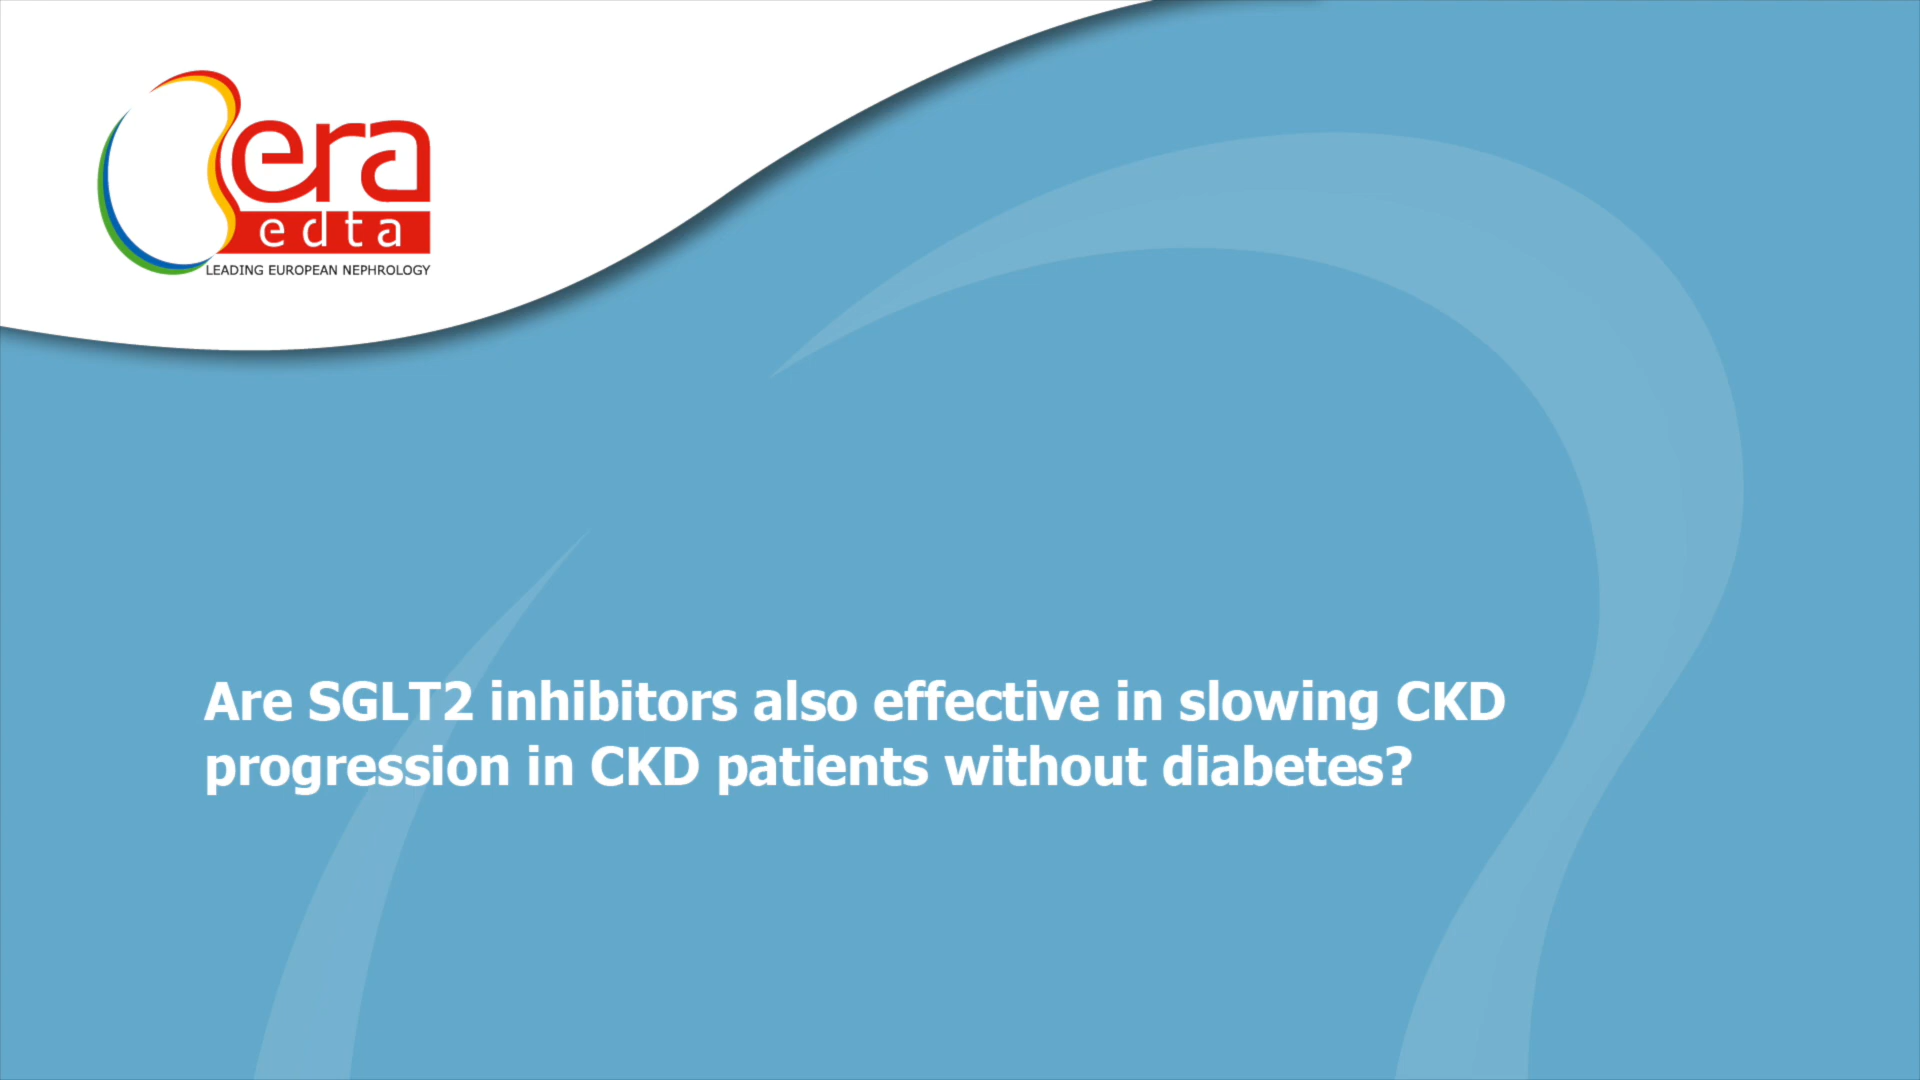 era
edta
LEADING EUROPEAN NEPHROLOGY
Are SGLT2 inhibitors also effective in slowing CKD
progression in CKD patients without diabetes?